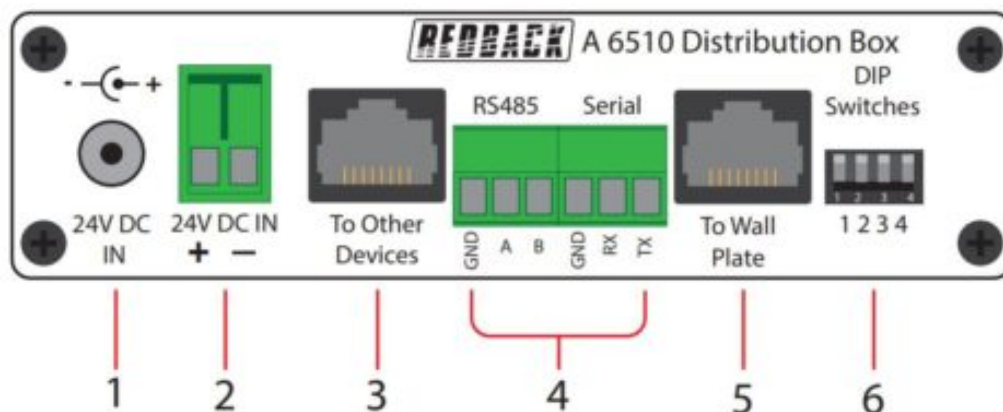 REDBACK A 6510 Distribution Box
DIP
Switches
RS485 Serial
- +
24V DC
IN
24V DC IN
+ −
To Other
Devices
GND A B GND RX TX
To Wall
Plate
1 2 3 4
1 2 3 4
1 2 3 4 5 6